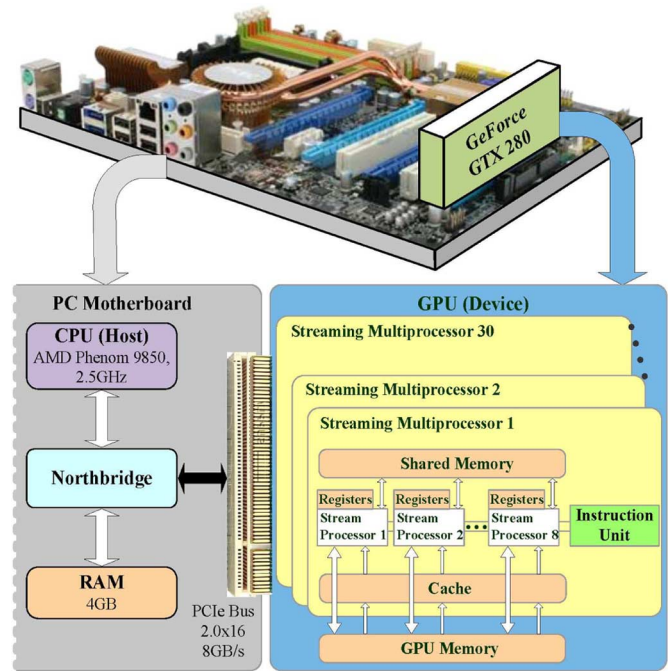 GeForce
GTX 280
PC Motherboard
CPU (Host)
AMD Phenom 9850,
2.5GHz
Northbridge
RAM
4GB
PCIe Bus
2.0x16
8GB/s
GPU (Device)
Streaming Multiprocessor 30
Streaming Multiprocessor 2
Streaming Multiprocessor 1
Shared Memory
Registers
Registers
Registers
Stream
Processor 1
Stream
Processor 2
Stream
Processor 8
Instruction
Unit
Cache
GPU Memory